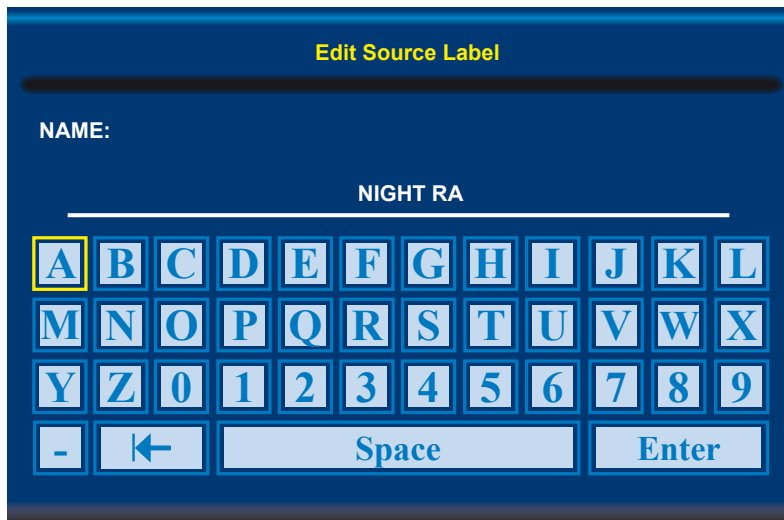 Edit Source Label
NAME:
NIGHT RA
A B C D E F G H I J K L
M N O P Q R S T U V W X
Y Z 0 1 2 3 4 5 6 7 8 9
- Space Enter